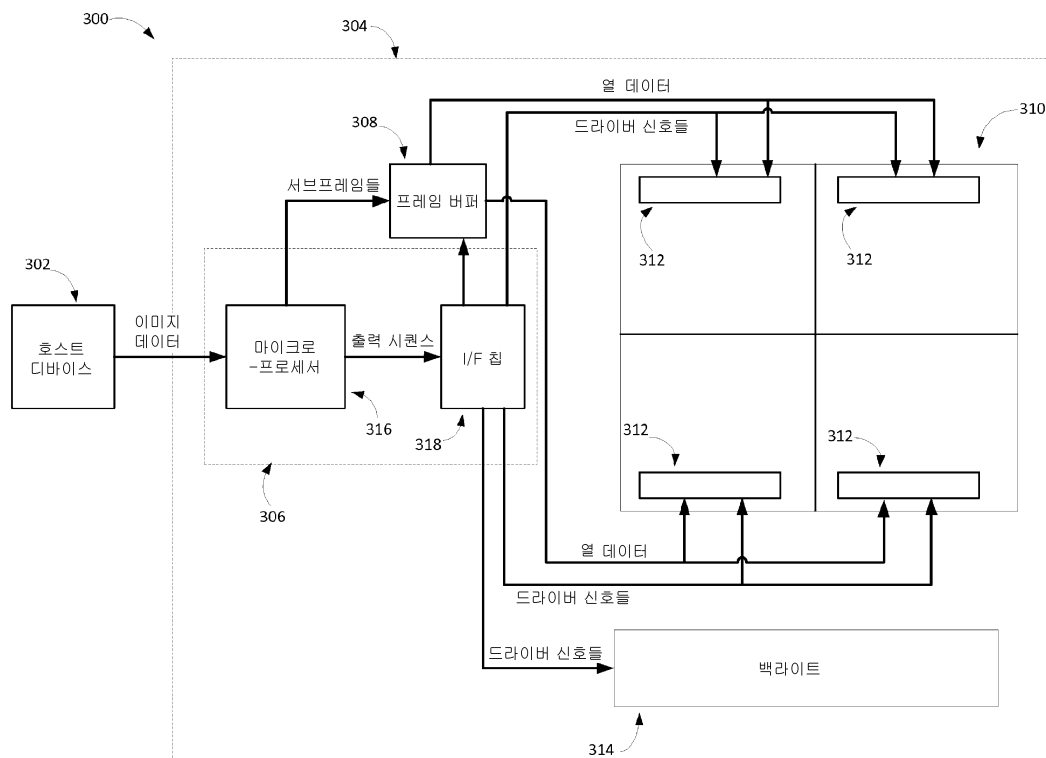 300
304
열 데이터
308
드라이버 신호들
310
서브프레임들
프레임 버퍼
312
312
302
이미지
데이터
호스트
디바이스
마이크로
-프로세서
출력 시퀀스
I/F 칩
316
318
312
312
306
열 데이터
드라이버 신호들
드라이버 신호들
백라이트
314